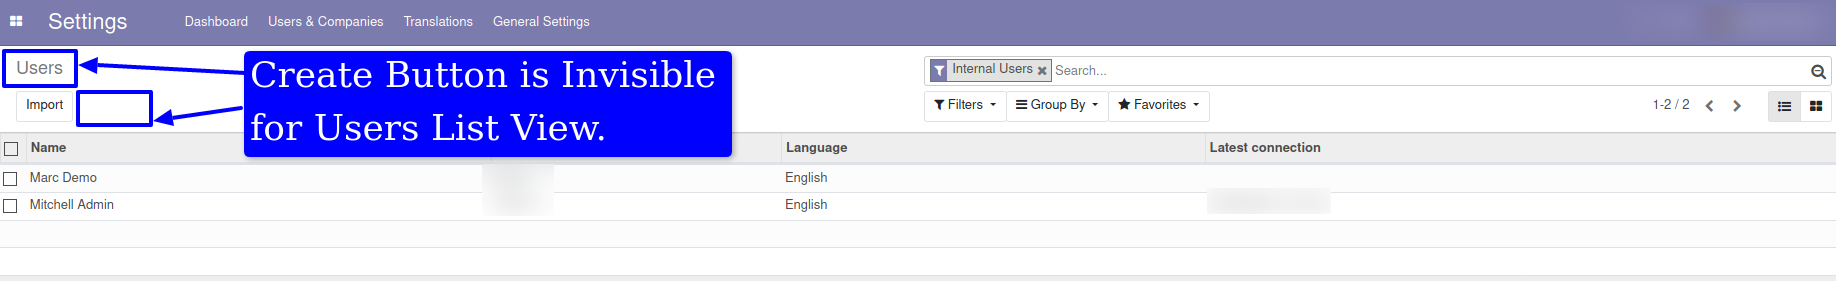 Settings Dashboard Users & Companies Translations General Settings
Users
Create Button is Invisible
for Users List View.
Internal Users Search...
Import
Filters Group By Favorites 1-2 / 2
Name Language Latest connection
Marc Demo English
Mitchell Admin English